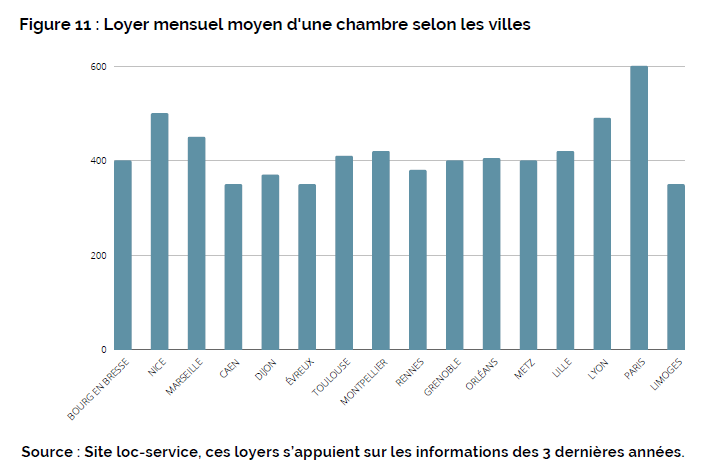 Figure 11 : Loyer mensuel moyen d'une chambre selon les villes
600
400
200
0
BOURG EN BRESSE
NICE
MARSEILLE
CAEN
DIJON
ÉVREUX
TOULOUSE
MONTPELLIER
RENNES
GRENOBLE
ORLÉANS
METZ
LILLE
LYON
PARIS
LIMOGES
Source : Site loc-service, ces loyers s'appuient sur les informations des 3 dernières années.